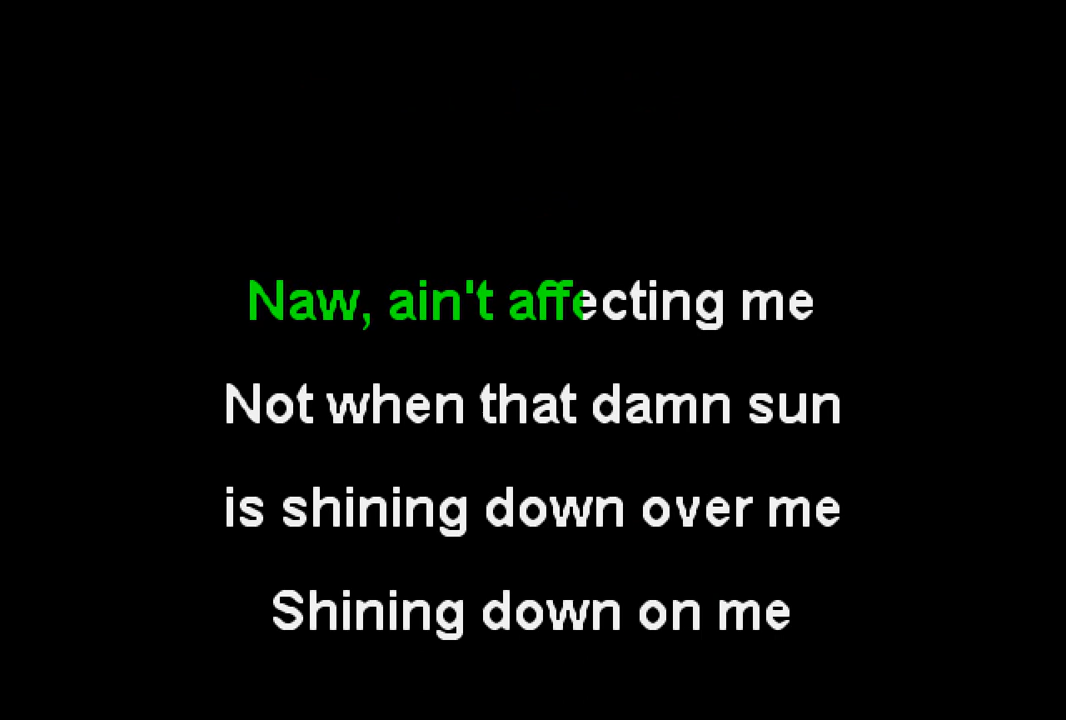 Naw, ain't affecting me
Not when that damn sun
is shining down over me
Shining down on me